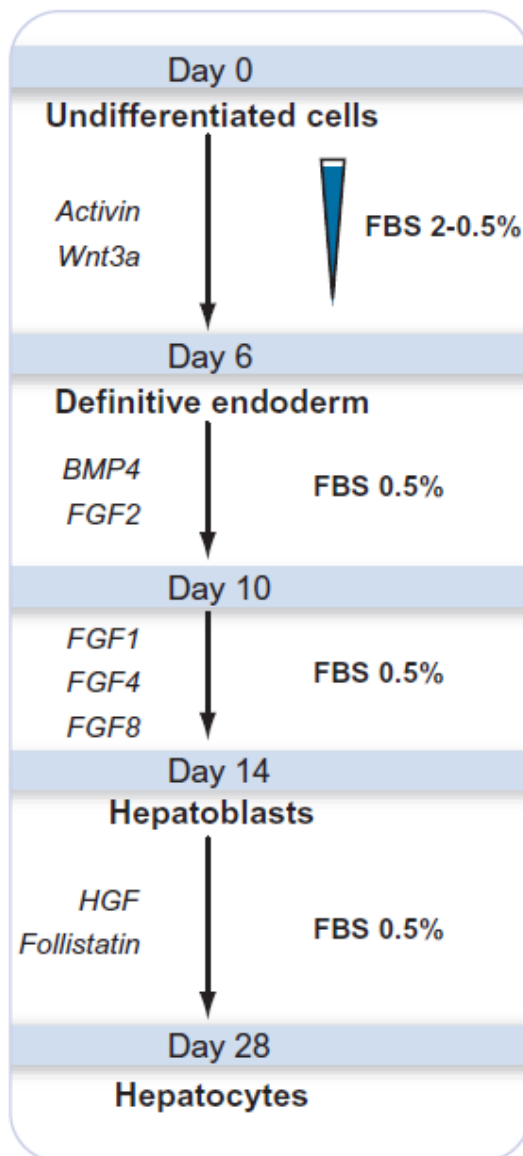 Day 0
Undifferentiated cells
Activin
Wnt3a
FBS 2-0.5%
Day 6
Definitive endoderm
BMP4
FGF2
FBS 0.5%
Day 10
FGF1
FGF4
FGF8
FBS 0.5%
Day 14
Hepatoblasts
HGF
Follistatin
FBS 0.5%
Day 28
Hepatocytes